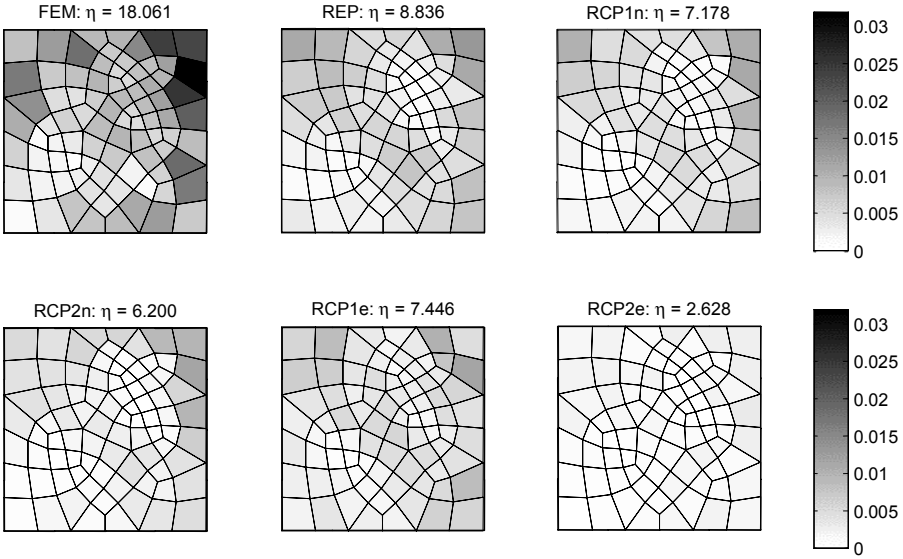 FEM: η = 18.061
REP: η = 8.836
RCP1n: η = 7.178
0.03
0.025
0.02
0.015
0.01
0.005
0
RCP2n: η = 6.200
RCP1e: η = 7.446
RCP2e: η = 2.628
0.03
0.025
0.02
0.015
0.01
0.005
0